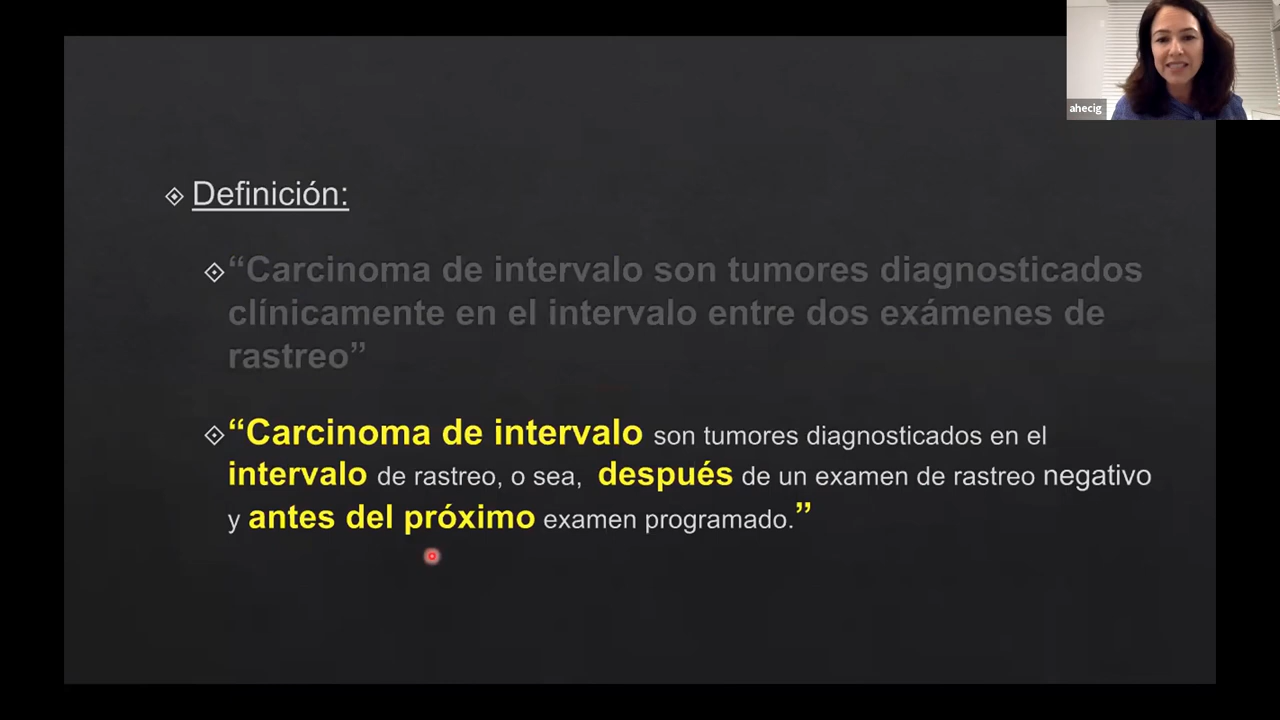 ahecig
Definición:
“Carcinoma de intervalo son tumores diagnosticados
clínicamente en el intervalo entre dos exámenes de
rastreo”
“Carcinoma de intervalo son tumores diagnosticados en el
intervalo de rastreo, o sea, después de un examen de rastreo negativo
y antes del próximo examen programado.”